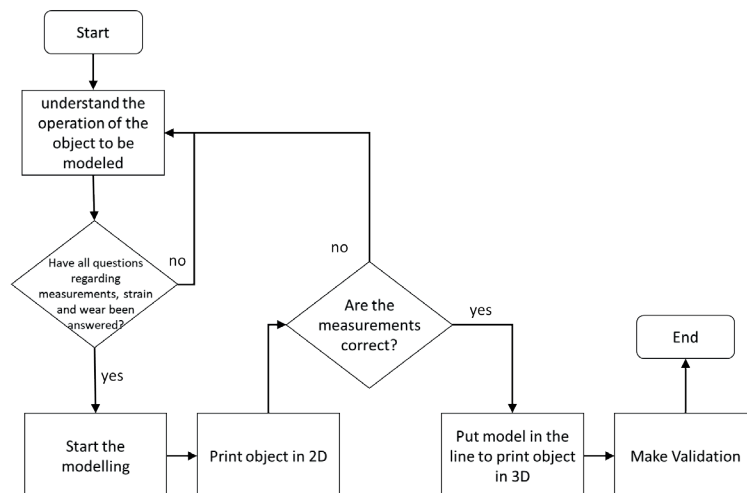 Start
understand the
operation of the
object to be
modeled
no
Have all questions
regarding
measurements, strain
and wear been
answered?
yes
Start the
modelling
Print object in 2D
no
Are the
measurements
correct?
yes
Put model in the
line to print object
in 3D
Make Validation
End